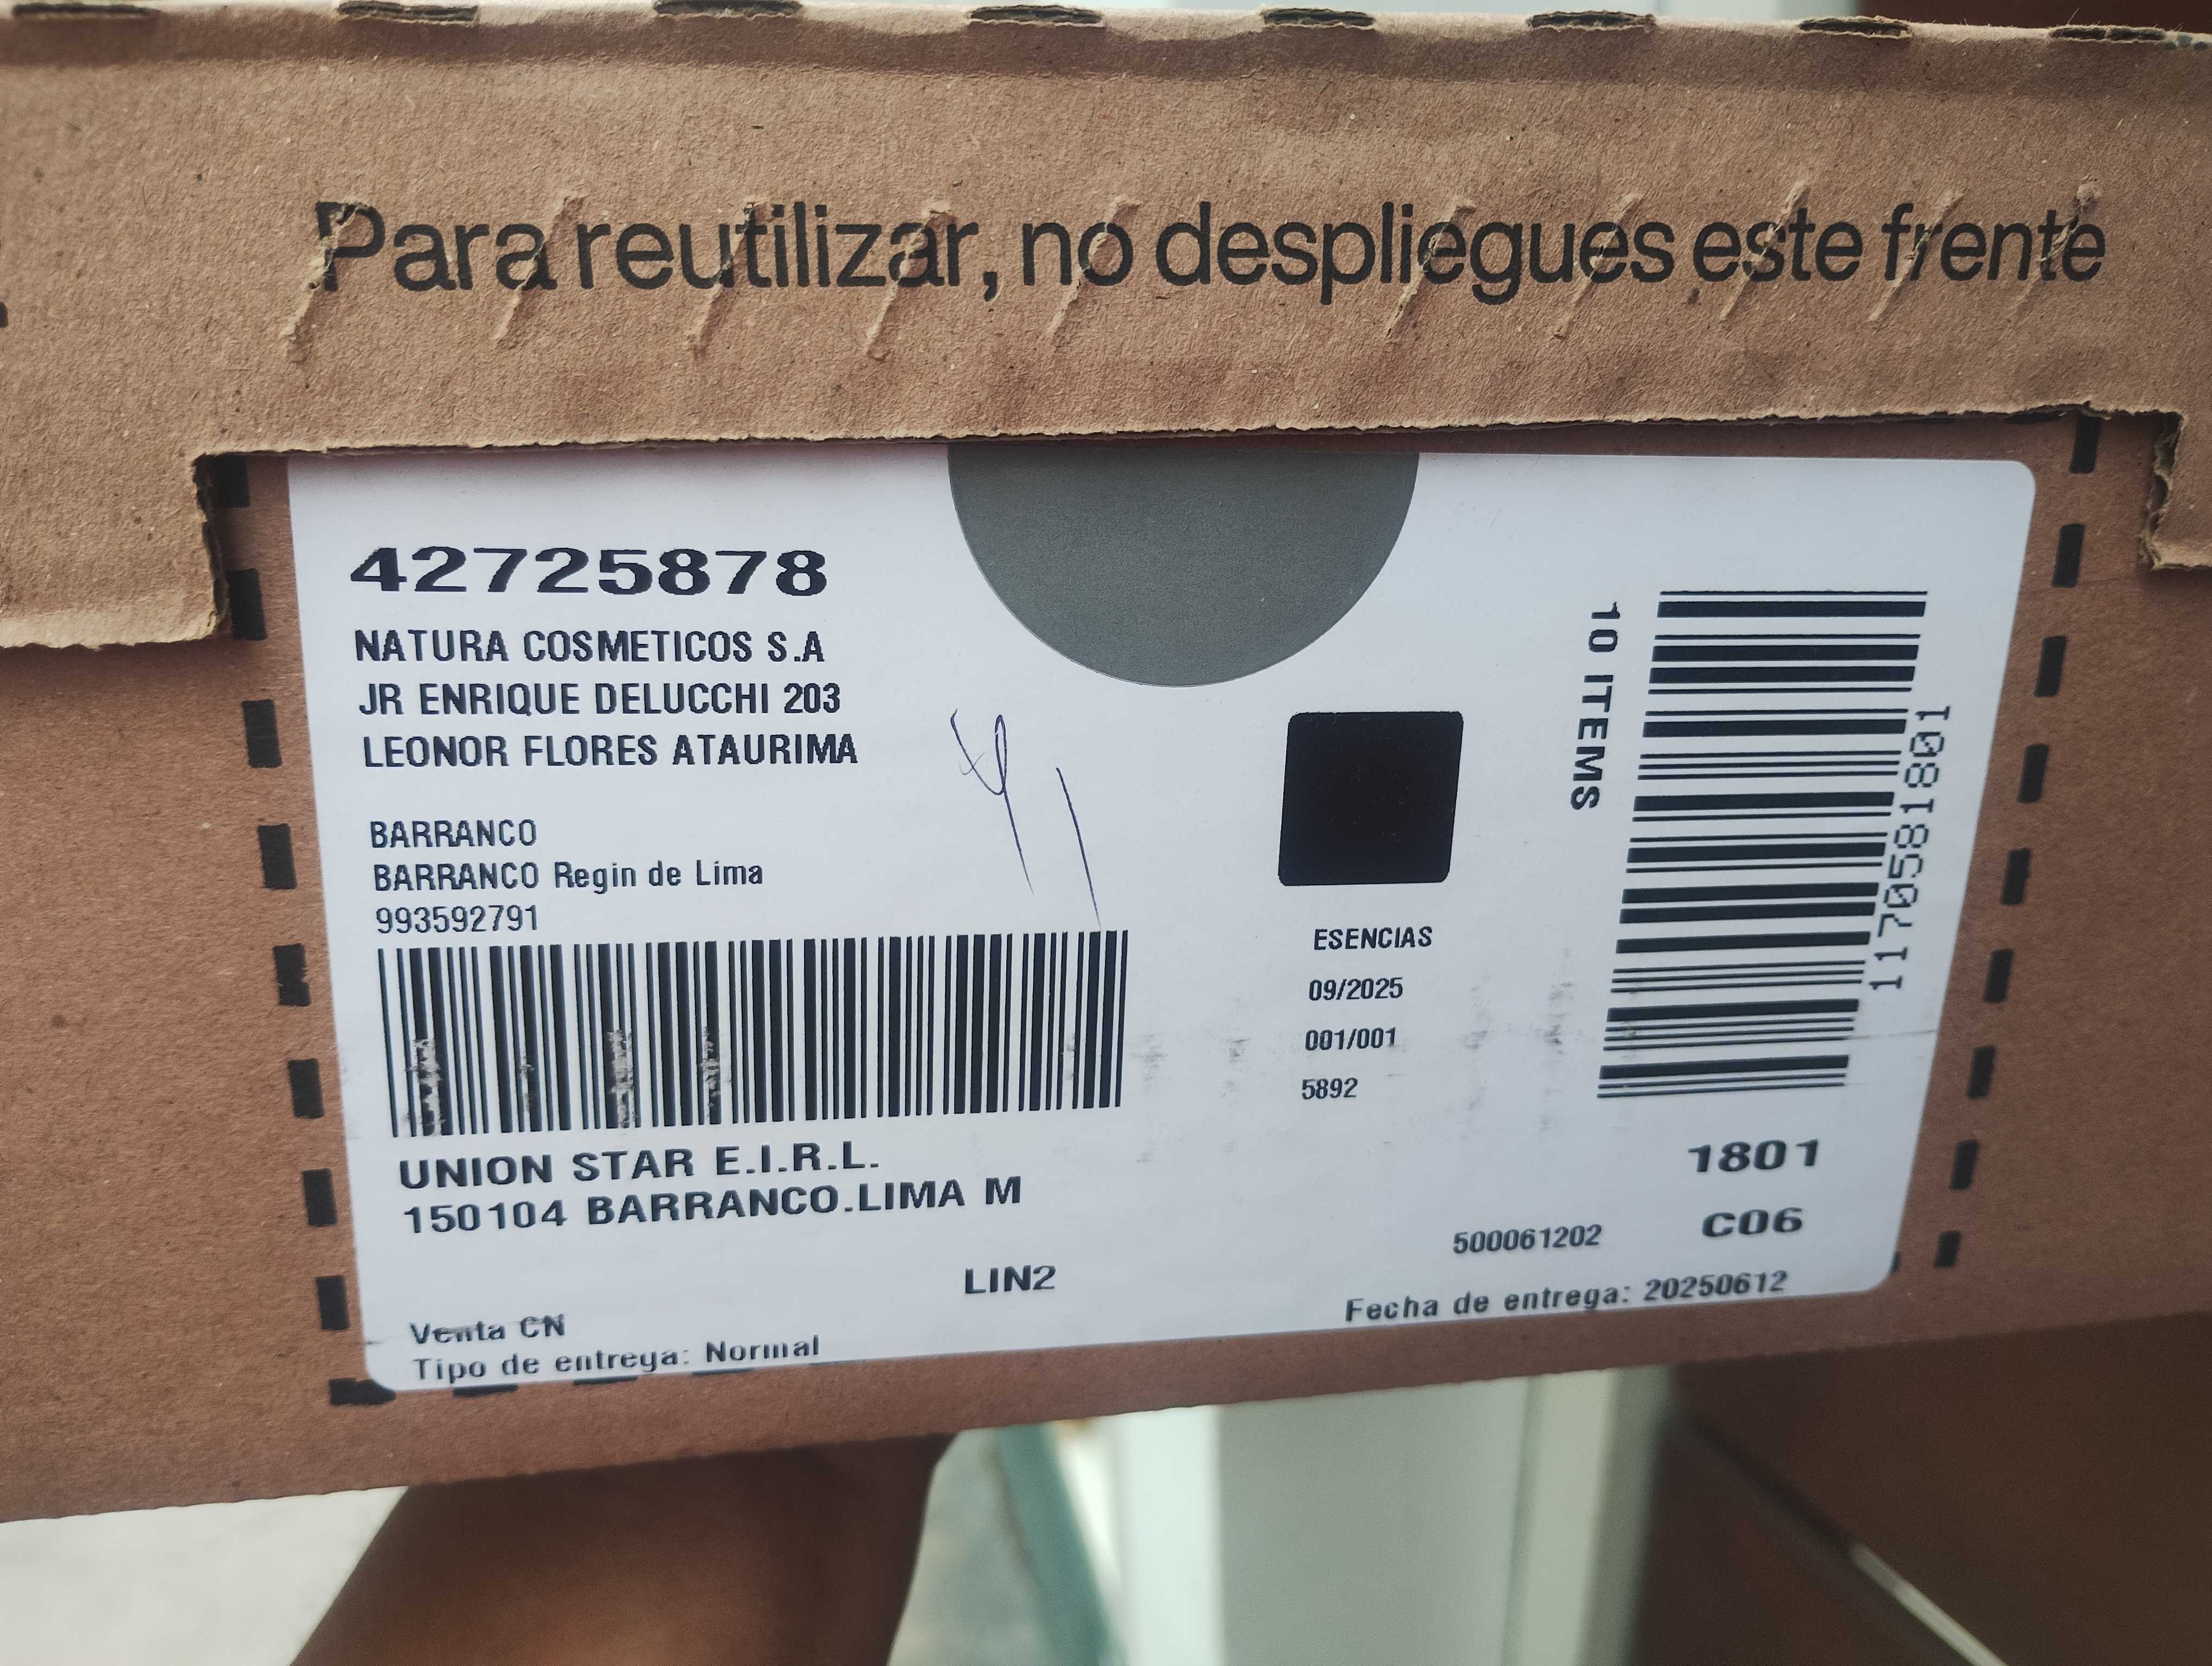 Para reutilizar, no despliegues este frente
42725878
NATURA COSMETICOS S.A
JR ENRIQUE DELUCCHI 203
LEONOR FLORES ATAURIMA
BARRANCO
BARRANCO Regin de Lima
993592791
UNION STAR E.I.R.L.
150104 BARRANCO.LIMA M
LIN2
Venta CN
Tipo de entrega: Normal
ESENCIAS
09/2025
001/001
5892
10 ITEMS
1170581801
1801
C06
500061202
Fecha de entrega: 20250612